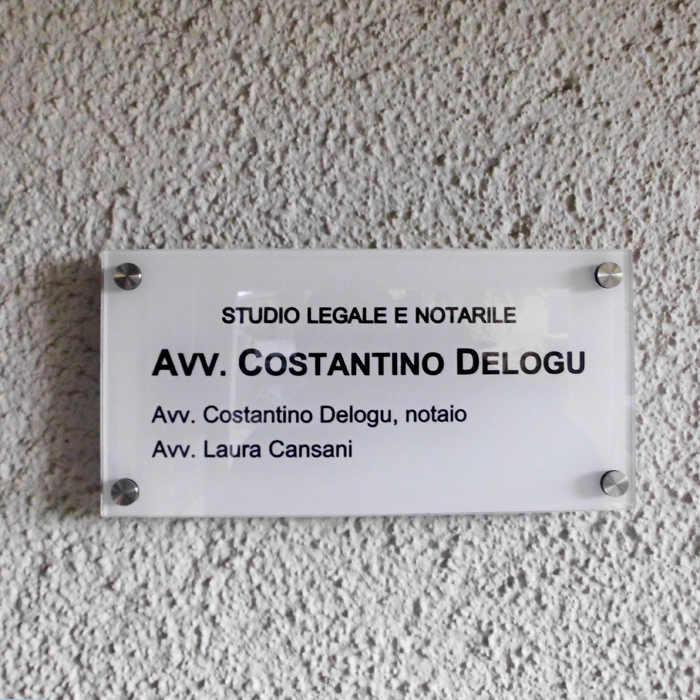 STUDIO LEGALE E NOTARILE
AVV. COSTANTINO DELOGU
Avv. Costantino Delogu, notaio
Avv. Laura Cansani